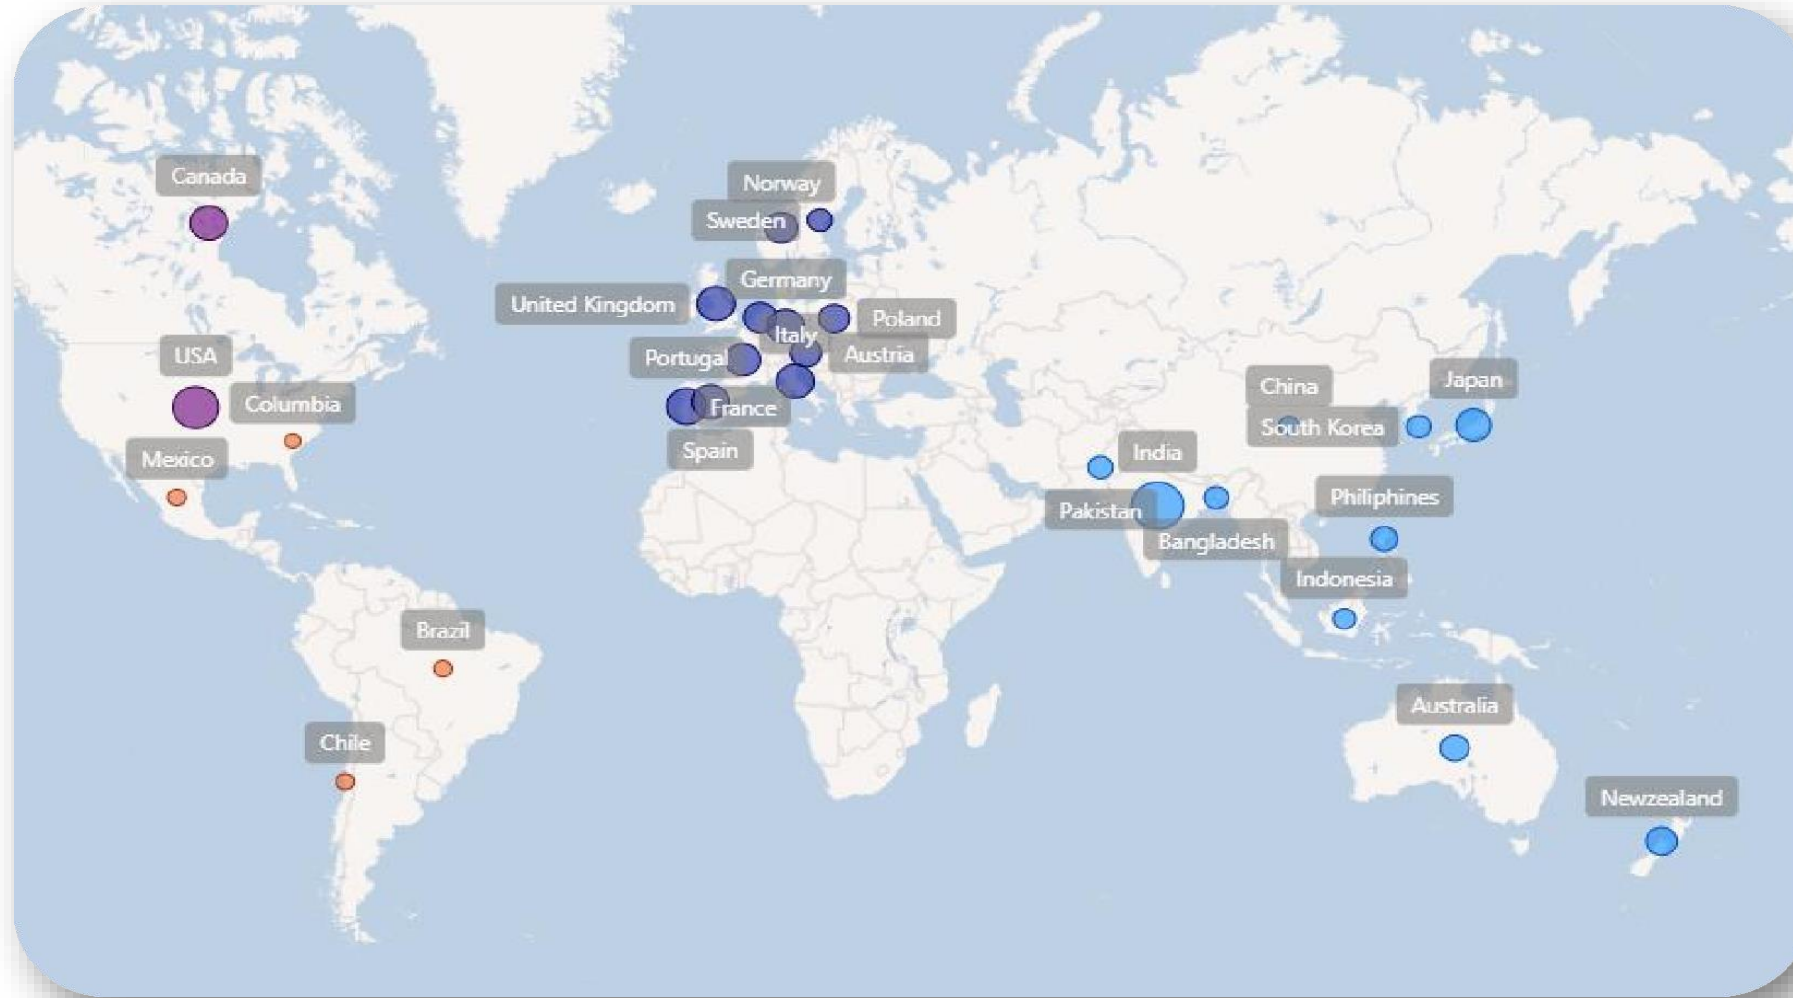 Canada
Norway
Sweden
Germany
United Kingdom
Poland
Italy
USA
Portugal
Austria
Columbia
France
China
Japan
South Korea
Mexico
Spain
India
Pakistan
Philiphines
Bangladesh
Indonesia
Brazil
Australia
Chile
Newzealand